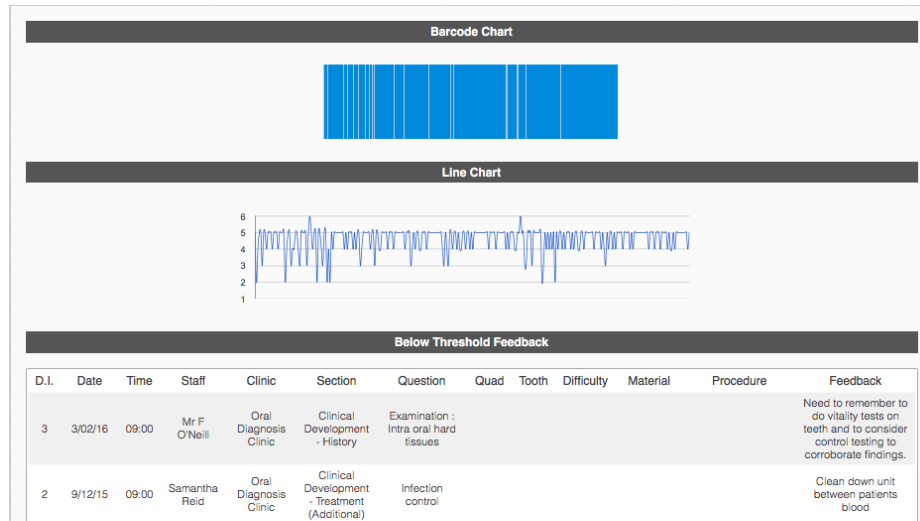 Barcode Chart
Line Chart
6
5
4
3
2
1
Below Threshold Feedback
D.I. Date Time Staff Clinic Section Question Quad Tooth Difficulty Material Procedure Feedback
3 3/02/16 09:00 Mr F O'Neill Oral Diagnosis Clinic Clinical Development - History Examination : Intra oral hard tissues Need to remember to do vitality tests on teeth and to consider control testing to corroborate findings.
2 9/12/15 09:00 Samantha Reid Oral Diagnosis Clinic Clinical Development - Treatment (Additional) Infection control Clean down unit between patients blood